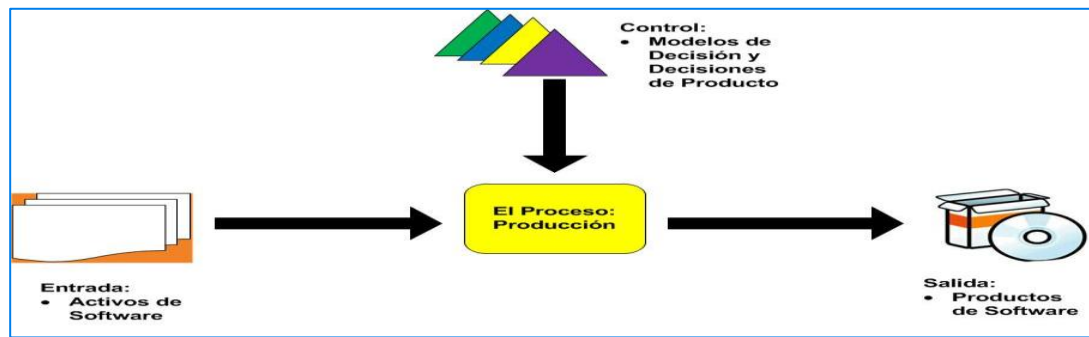 Control:
• Modelos de
Decisión y
Decisiones
de Producto
El Proceso:
Producción
Entrada:
• Activos de
Software
Salida:
• Productos
de Software